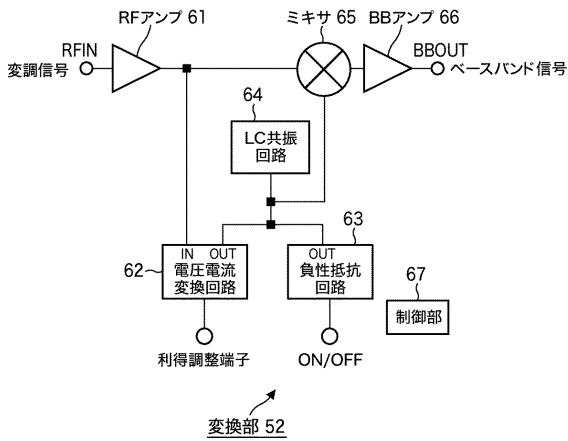 RFアンプ 61
ミキサ 65
BBアンプ 66
RFIN
BBOUT
変調信号
ベースバンド信号
64
LC共振
回路
63
IN OUT
OUT
62
電圧電流
変換回路
負性抵抗
回路
67
制御部
利得調整端子
ON/OFF
変換部 52